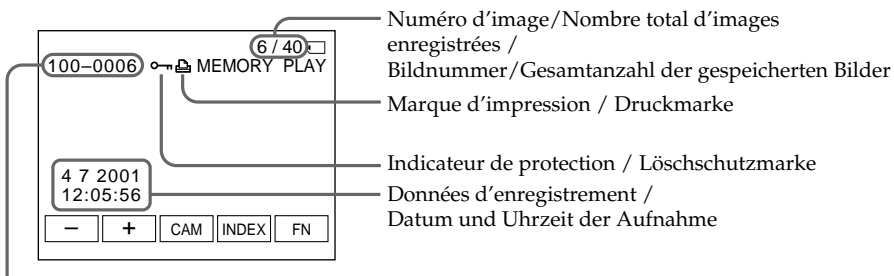 6 / 40
100–0006 MEMORY PLAY
4 7 2001
12:05:56
– + CAM INDEX FN
Numéro d’image/Nombre total d’images
enregistrées /
Bildnummer/Gesamtanzahl der gespeicherten Bilder
Marque d’impression / Druckmarke
Indicateur de protection / Löschschutzmarke
Données d’enregistrement /
Datum und Uhrzeit der Aufnahme